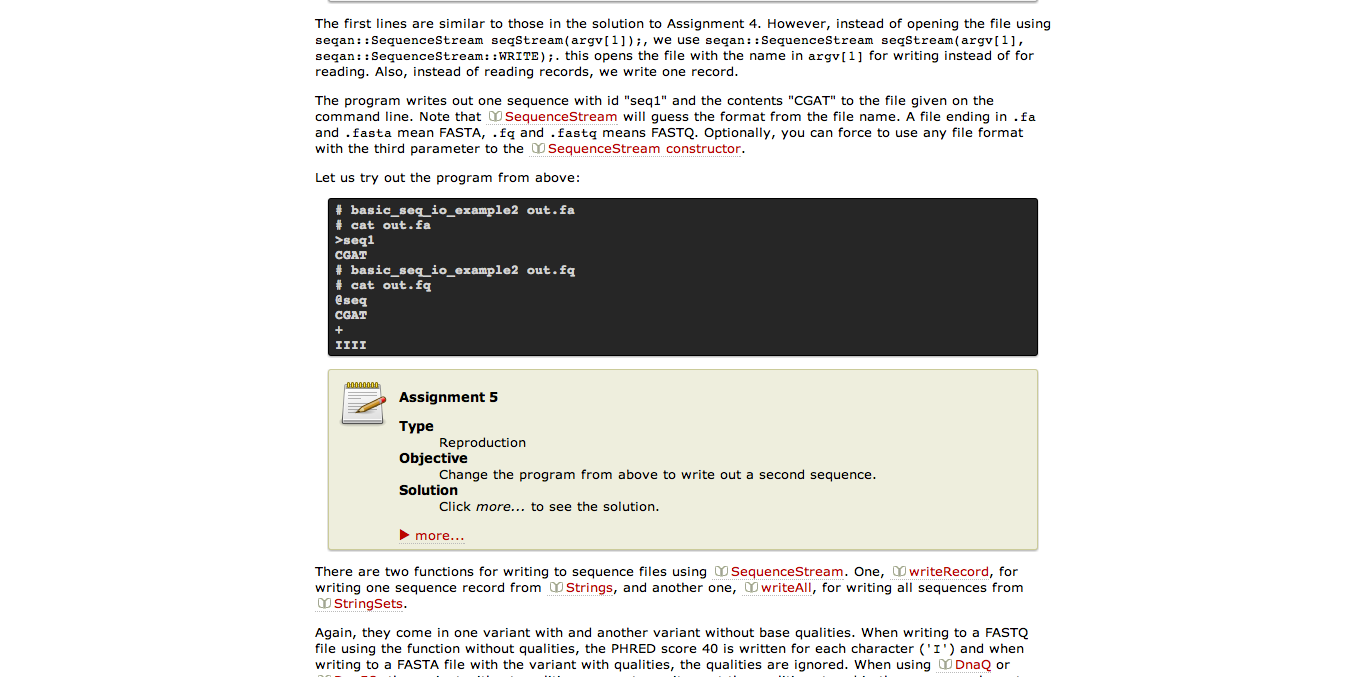 The first lines are similar to those in the solution to Assignment 4. However, instead of opening the file using
seqan::SequenceStream seqStream(argv[1]);, we use seqan::SequenceStream seqStream(argv[1],
seqan::SequenceStream::WRITE);. this opens the file with the name in argv[1] for writing instead of for
reading. Also, instead of reading records, we write one record.
The program writes out one sequence with id "seq1" and the contents "CGAT" to the file given on the
command line. Note that SequenceStream will guess the format from the file name. A file ending in .fa
and .fasta mean FASTA, .fq and .fastq means FASTQ. Optionally, you can force to use any file format
with the third parameter to the SequenceStream constructor.
Let us try out the program from above:
# basic_seq_io_example2 out.fa
# cat out.fa
>seq1
CGAT
# basic_seq_io_example2 out.fq
# cat out.fq
@seq
CGAT
+
IIII
Assignment 5
Type
Reproduction
Objective
Change the program from above to write out a second sequence.
Solution
Click more... to see the solution.
more...
There are two functions for writing to sequence files using SequenceStream. One, writeRecord, for
writing one sequence record from Strings, and another one, writeAll, for writing all sequences from
StringSets.
Again, they come in one variant with and another variant without base qualities. When writing to a FASTQ
file using the function without qualities, the PHRED score 40 is written for each character ('I') and when
writing to a FASTA file with the variant with qualities, the qualities are ignored. When using DnaQ or